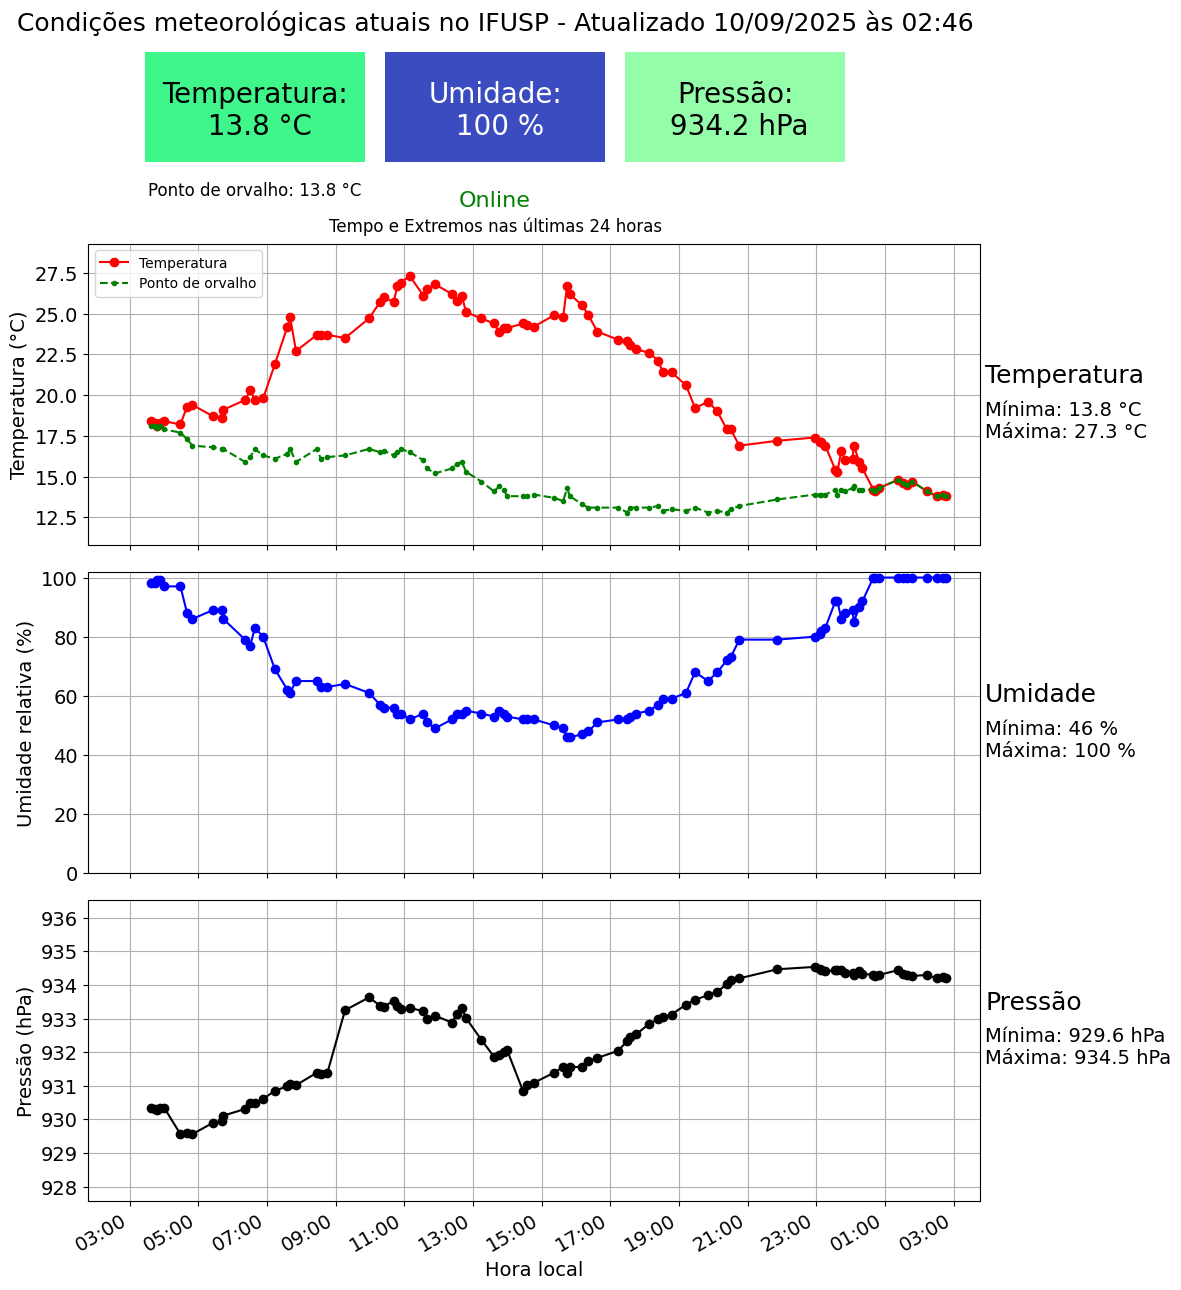 Condições meteorológicas atuais no IFUSP - Atualizado 10/09/2025 às 02:46
Temperatura:
13.8 °C
Umidade:
100 %
Pressão:
934.2 hPa
Ponto de orvalho: 13.8 °C
Online
Tempo e Extremos nas últimas 24 horas
Temperatura
Ponto de orvalho
Temperatura (°C)
27.5
25.0
22.5
20.0
17.5
15.0
12.5
Temperatura
Mínima: 13.8 °C
Máxima: 27.3 °C
Umidade relativa (%)
100
80
60
40
20
0
Umidade
Mínima: 46 %
Máxima: 100 %
Pressão (hPa)
936
935
934
933
932
931
930
929
928
Pressão
Mínima: 929.6 hPa
Máxima: 934.5 hPa
03:00 05:00 07:00 09:00 11:00 13:00 15:00 17:00 19:00 21:00 23:00 01:00 03:00
Hora local